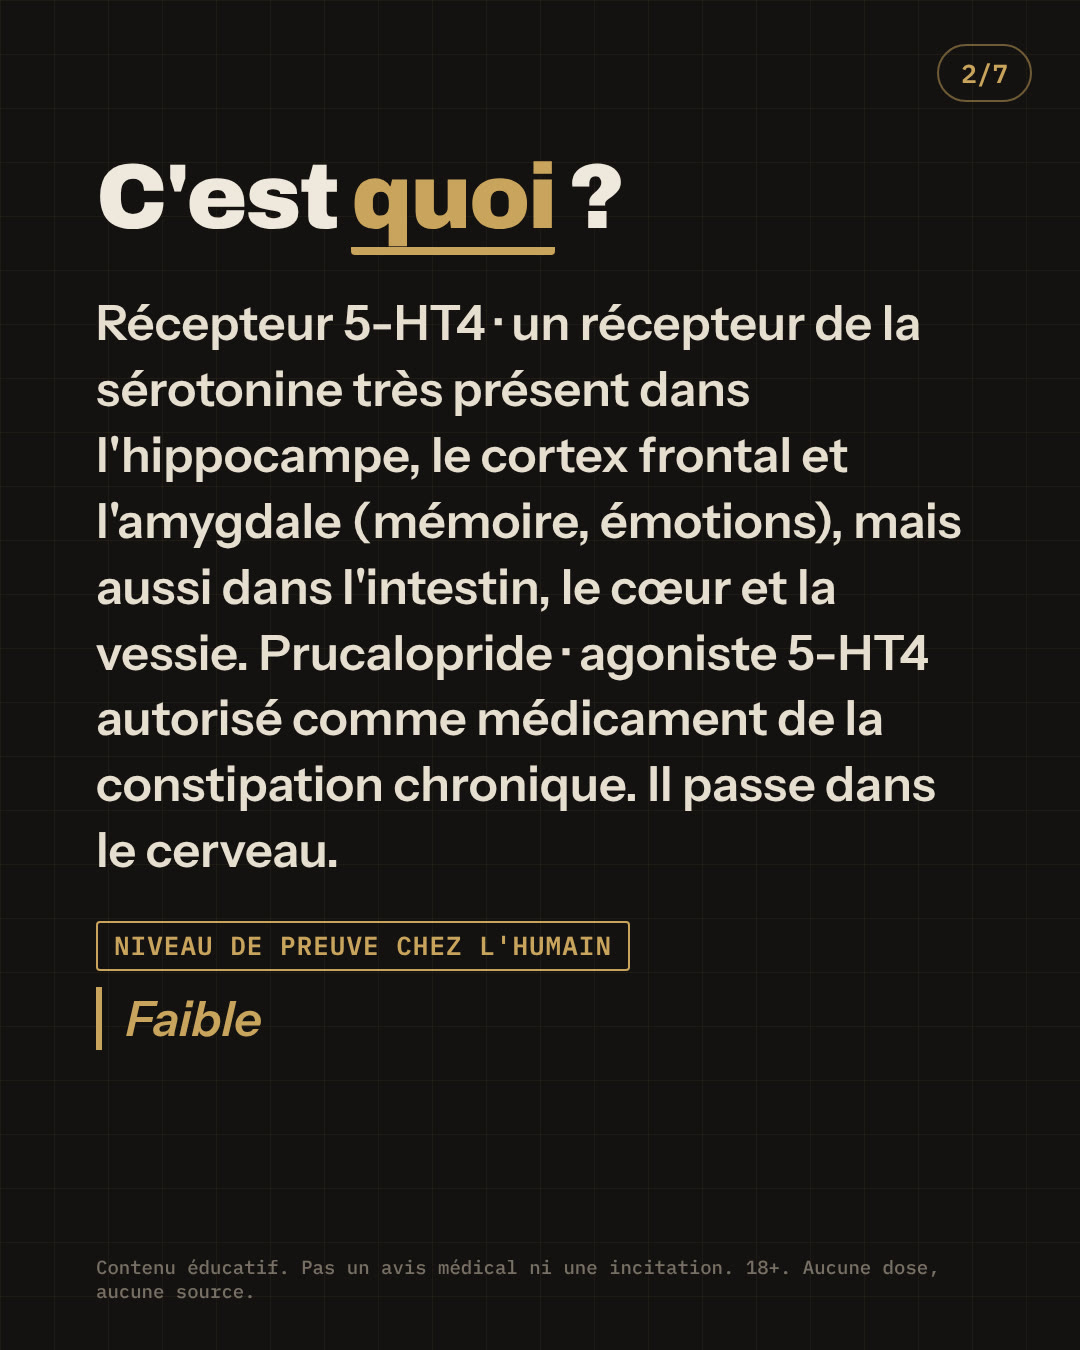 2/7
C'est quoi ?
Récepteur 5-HT4 · un récepteur de la
sérotonine très présent dans
l'hippocampe, le cortex frontal et
l'amygdale (mémoire, émotions), mais
aussi dans l'intestin, le cœur et la
vessie. Prucalopride · agoniste 5-HT4
autorisé comme médicament de la
constipation chronique. Il passe dans
le cerveau.
NIVEAU DE PREUVE CHEZ L'HUMAIN
Faible
Contenu éducatif. Pas un avis médical ni une incitation. 18+. Aucune dose,
aucune source.